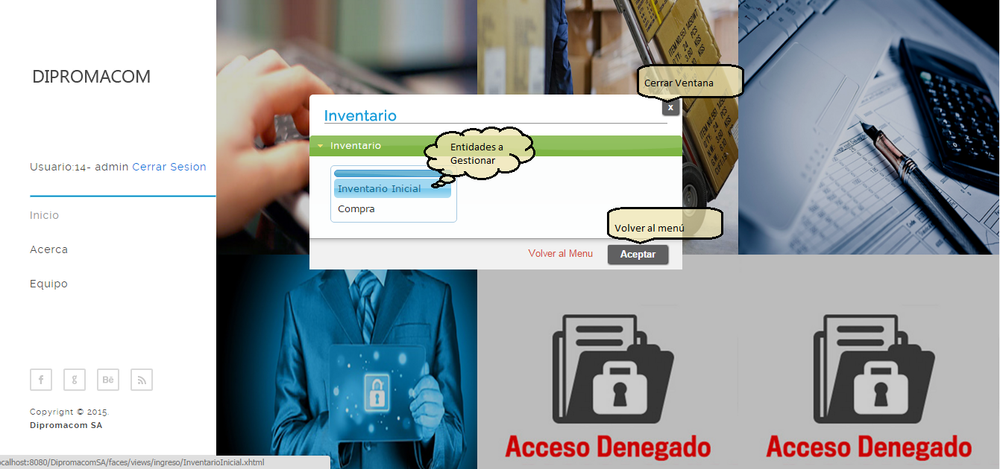 DIPROMACOM
Usuario:14- admin Cerrar Sesion
Inicio
Acerca
Equipo
f
g
Bē
Copyright © 2015.
Dipromacom SA
ocalhost:8080/DipromacomSA/faces/views/ingreso/InventarioInicial.xhtml
Cerrar Ventana
x
Inventario
Inventario
Entidades a
Gestionar
Inventario Inicial
Compra
Volver al menú
Volver al Menu
Aceptar
Acceso Denegado
Acceso Denegado